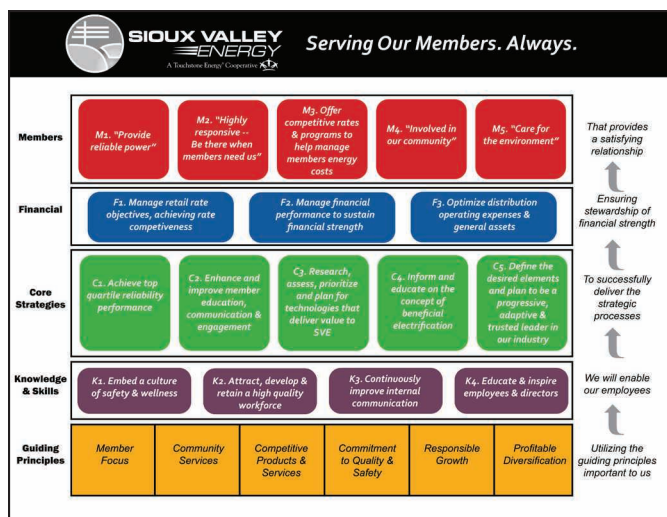 SIOUX VALLEY
ENERGY
A Touchstone Energy® Cooperative
Serving Our Members. Always.
Members
M1. "Provide
reliable power"
M2. "Highly
responsive --
Be there when
members need us"
M3. Offer
competitive rates
& programs to
help manage
members energy
costs
M4. "Involved in
our community"
M5. "Care for
the environment"
That provides
a satisfying
relationship
Financial
F1. Manage retail rate
objectives, achieving rate
competiveness
F2. Manage financial
performance to sustain
financial strength
F3. Optimize distribution
operating expenses &
general assets
Ensuring
stewardship of
financial strength
Core
Strategies
C1. Achieve top
quartile reliability
performance
C2. Enhance and
improve member
education,
communication &
engagement
C3. Research,
assess, prioritize
and plan for
technologies that
deliver value to
SVE
C4. Inform and
educate on the
concept of
beneficial
electrification
C5. Define the
desired elements
and plan to be a
progressive,
adaptive &
trusted leader in
our industry
To successfully
deliver the
strategic
processes
Knowledge
& Skills
K1. Embed a culture
of safety & wellness
K2. Attract, develop &
retain a high quality
workforce
K3. Continuously
improve internal
communication
K4. Educate & inspire
employees & directors
We will enable
our employees
Guiding
Principles
Member
Focus
Community
Services
Competitive
Products &
Services
Commitment
to Quality &
Safety
Responsible
Growth
Profitable
Diversification
Utilizing the
guiding principles
important to us